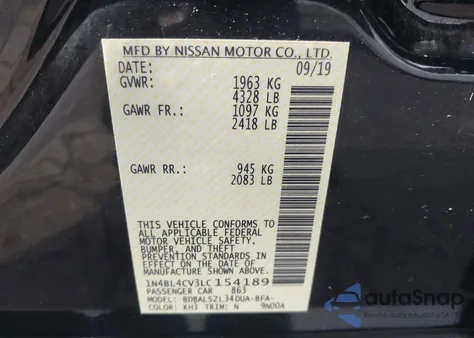 MFD BY NISSAN MOTOR CO., LTD.
DATE: 09/19
GVWR: 1963 KG
4328 LB
GAWR FR.: 1097 KG
2418 LB
GAWR RR.: 945 KG
2083 LB
THIS VEHICLE CONFORMS TO
ALL APPLICABLE FEDERAL
MOTOR VEHICLE SAFETY,
BUMPER, AND THEFT
PREVENTION STANDARDS
IN EFFECT ON THE DATE OF
MANUFACTURE SHOWN ABOVE.
1N4BL4CV3LC154189
PASSENGER CAR 863
MODEL: BDBALSZL34DUA-BFA-
COLOR: KH3 TRIM: N 9N00A
autoSnap